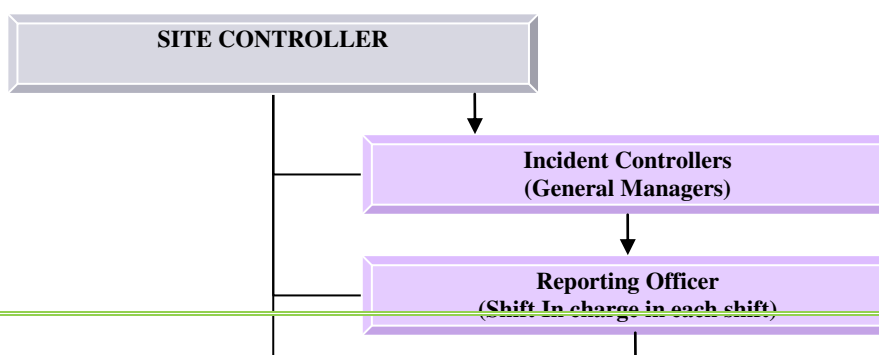 SITE CONTROLLER
Incident Controllers
(General Managers)
Reporting Officer
(Shift In charge in each shift)